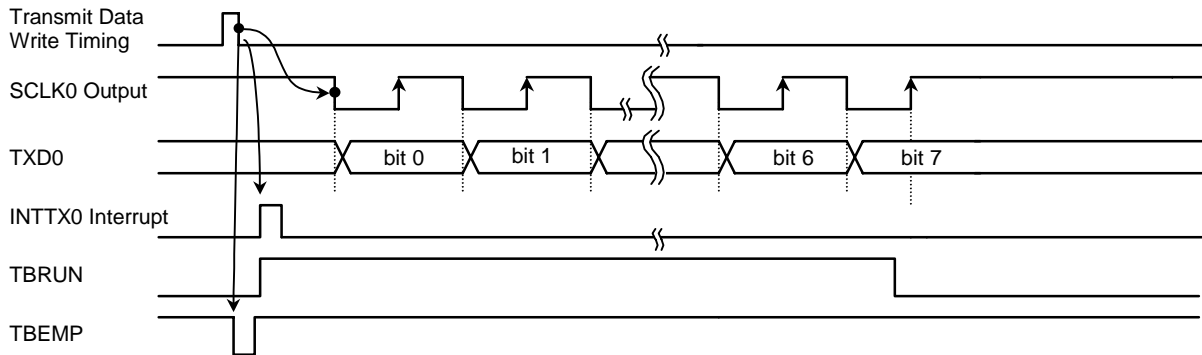 Transmit Data
Write Timing
SCLK0 Output
TXD0
bit 0
bit 1
bit 6
bit 7
INTTX0 Interrupt
TBRUN
TBEMP